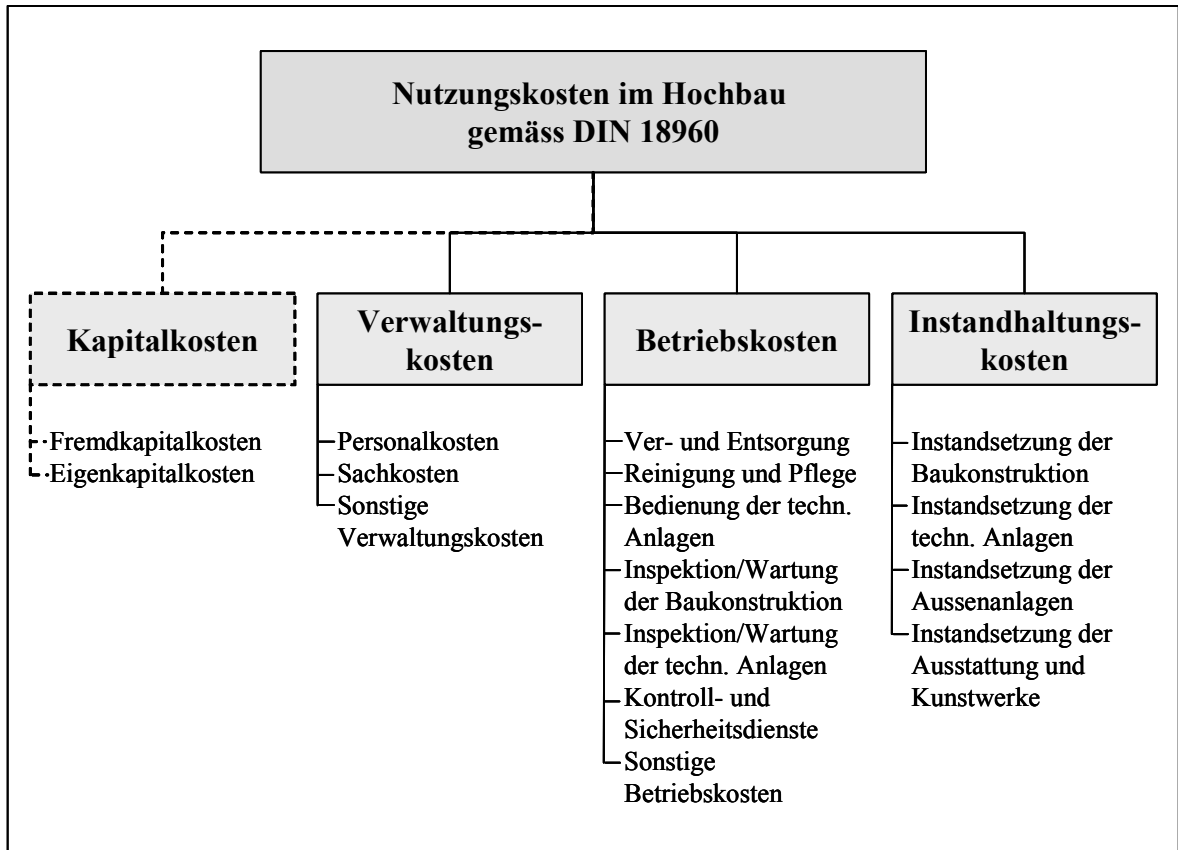 Nutzungskosten im Hochbau
gemäss DIN 18960
Kapitalkosten
Fremdkapitalkosten
Eigenkapitalkosten
Verwaltungs-
kosten
Personalkosten
Sachkosten
Sonstige
Verwaltungskosten
Betriebskosten
Ver- und Entsorgung
Reinigung und Pflege
Bedienung der techn.
Anlagen
Inspektion/Wartung
der Baukonstruktion
Inspektion/Wartung
der techn. Anlagen
Kontroll- und
Sicherheitsdienste
Sonstige
Betriebskosten
Instandhaltungs-
kosten
Instandsetzung der
Baukonstruktion
Instandsetzung der
techn. Anlagen
Instandsetzung der
Aussenanlagen
Instandsetzung der
Ausstattung und
Kunstwerke